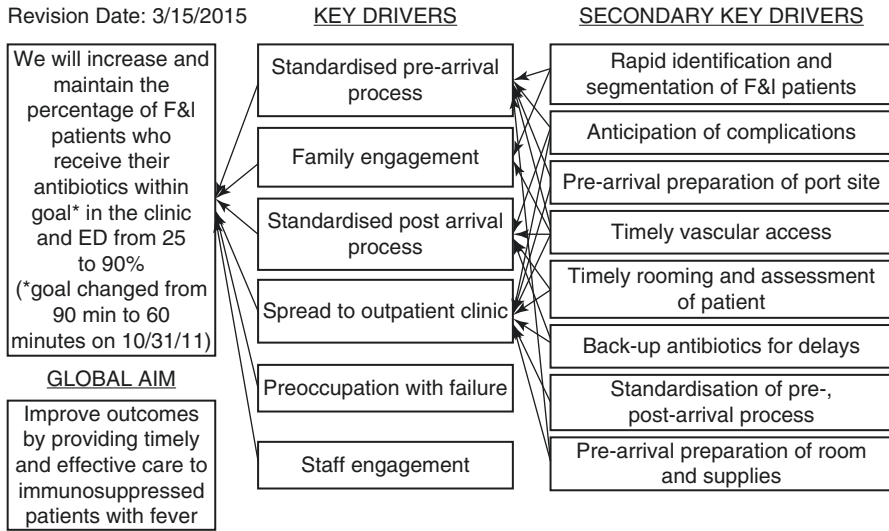 Revision Date: 3/15/2015
We will increase and
maintain the
percentage of F&I
patients who
receive their
antibiotics within
goal* in the clinic
and ED from 25
to 90%
(*goal changed from
90 min to 60
minutes on 10/31/11)
GLOBAL AIM
Improve outcomes
by providing timely
and effective care to
immunosuppressed
patients with fever
KEY DRIVERS
Standardised pre-arrival
process
Family engagement
Standardised post arrival
process
Spread to outpatient clinic
Preoccupation with failure
Staff engagement
SECONDARY KEY DRIVERS
Rapid identification and
segmentation of F&I patients
Anticipation of complications
Pre-arrival preparation of port site
Timely vascular access
Timely rooming and assessment
of patient
Back-up antibiotics for delays
Standardisation of pre-,
post-arrival process
Pre-arrival preparation of room
and supplies